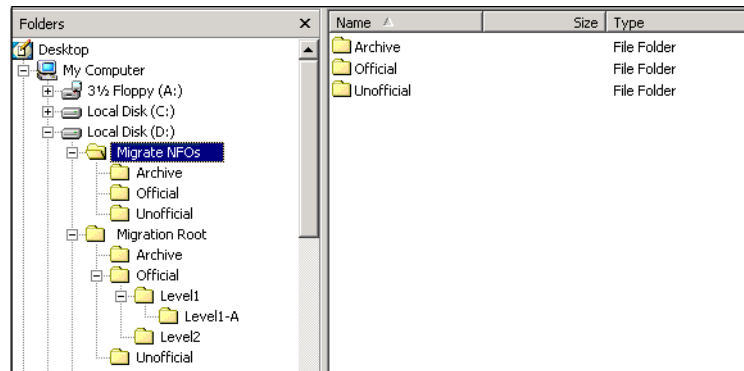 Folders
Desktop
My Computer
3½ Floppy (A:)
Local Disk (C:)
Local Disk (D:)
Migrate NFOs
Archive
Official
Unofficial
Migration Root
Archive
Official
Level1
Level1-A
Level2
Unofficial
Name Size Type
Archive File Folder
Official File Folder
Unofficial File Folder